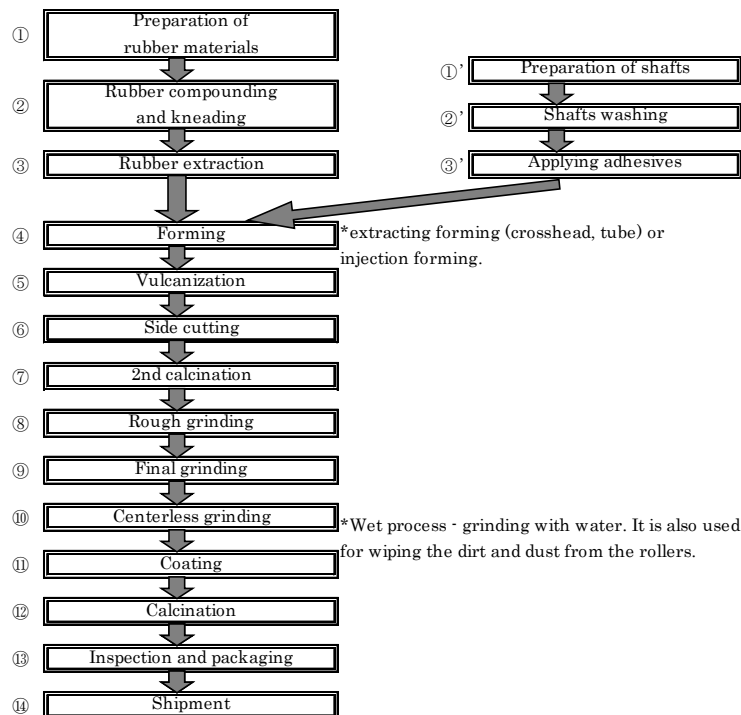 ① Preparation of
rubber materials
② Rubber compounding
and kneading
③ Rubber extraction
①’ Preparation of shafts
②’ Shafts washing
③’ Applying adhesives
④ Forming
*extracting forming (crosshead, tube) or
injection forming.
⑤ Vulcanization
⑥ Side cutting
⑦ 2nd calcination
⑧ Rough grinding
⑨ Final grinding
⑩ Centerless grinding
*Wet process - grinding with water. It is also used
for wiping the dirt and dust from the rollers.
⑪ Coating
⑫ Calcination
⑬ Inspection and packaging
⑭ Shipment